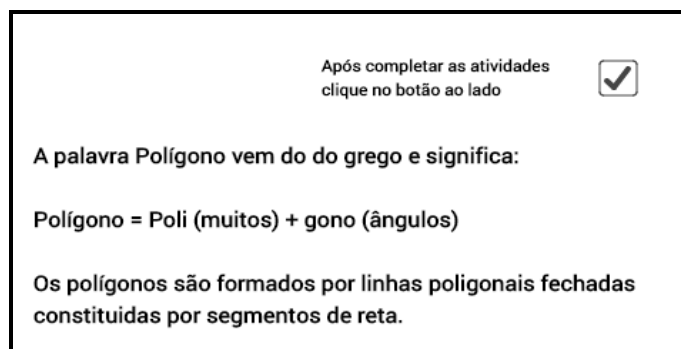 Após completar as atividades
clique no botão ao lado
A palavra Polígono vem do do grego e significa:
Polígono = Poli (muitos) + gono (ângulos)
Os polígonos são formados por linhas poligonais fechadas
constituidas por segmentos de reta.